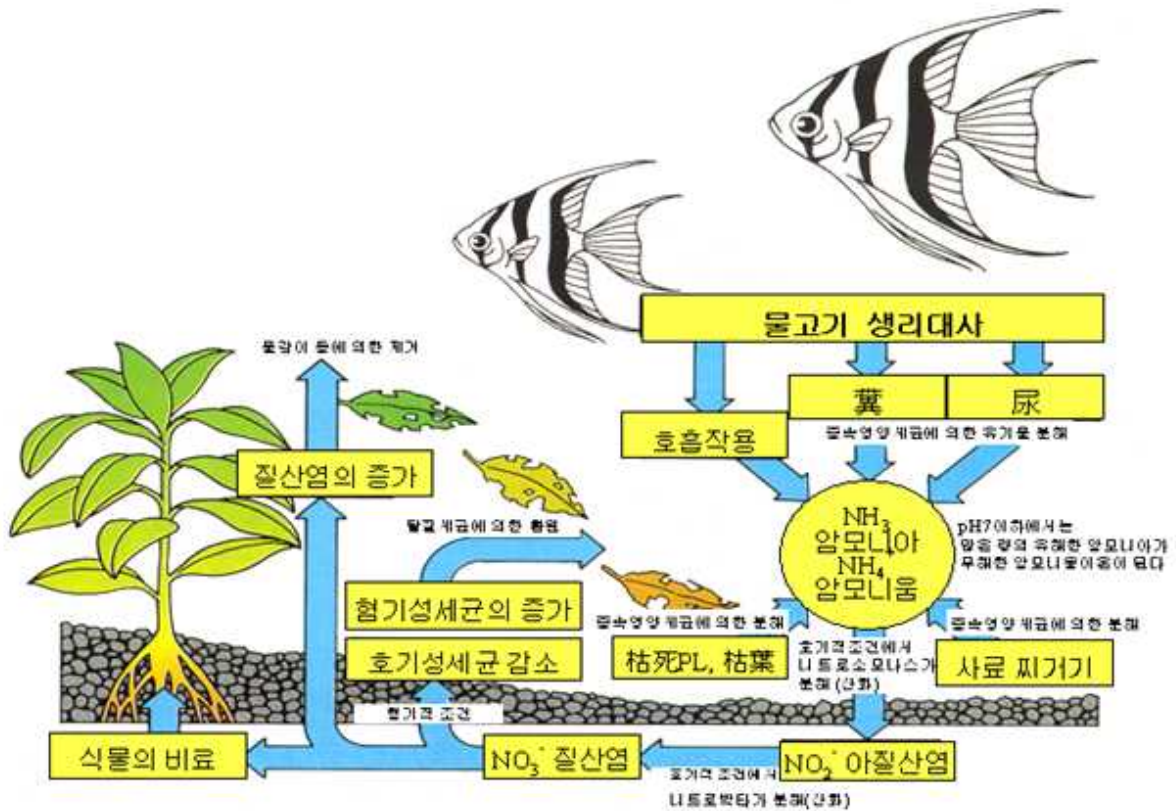 물고기 생리대사
물갈이 등에 의한 제거
糞
尿
호흡작용
종속영양세균에 의한 유기물 분해
질산염의 증가
탈질세균에 의한 환원
NH₃
암모니아
NH₄⁺
암모니움
pH7이하에서는
많은 량의 유해한 암모니아가
무해한 암모니움이온이 된다
혐기성세균의 증가
종속영양세균에 의한 분해
종속영양세균에 의한 분해
호기성세균 감소
枯死PL, 枯葉
호기적조건에서
니트로소모나스가
분해(산화)
사료 찌거기
혐기적 조건
식물의 비료
NO₃⁻ 질산염
NO₂⁻ 아질산염
호기적 조건에서
니트로박타가 분해(산화)